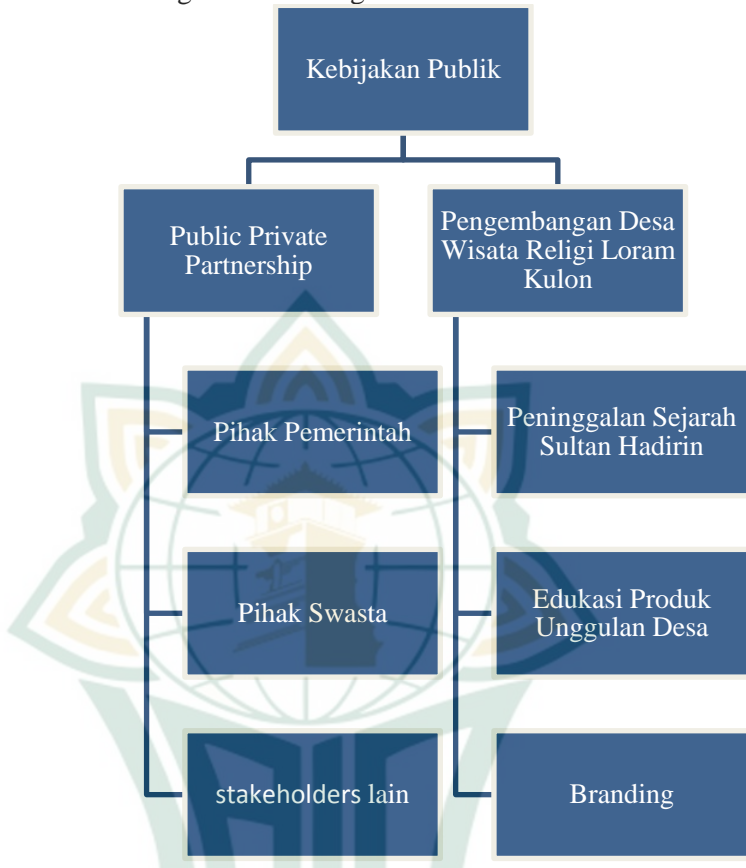 Kebijakan Publik
Public Private
Partnership
Pengembangan Desa
Wisata Religi Loram
Kulon
Pihak Pemerintah
Peninggalan Sejarah
Sultan Hadirin
Pihak Swasta
Edukasi Produk
Unggulan Desa
stakeholders lain
Branding